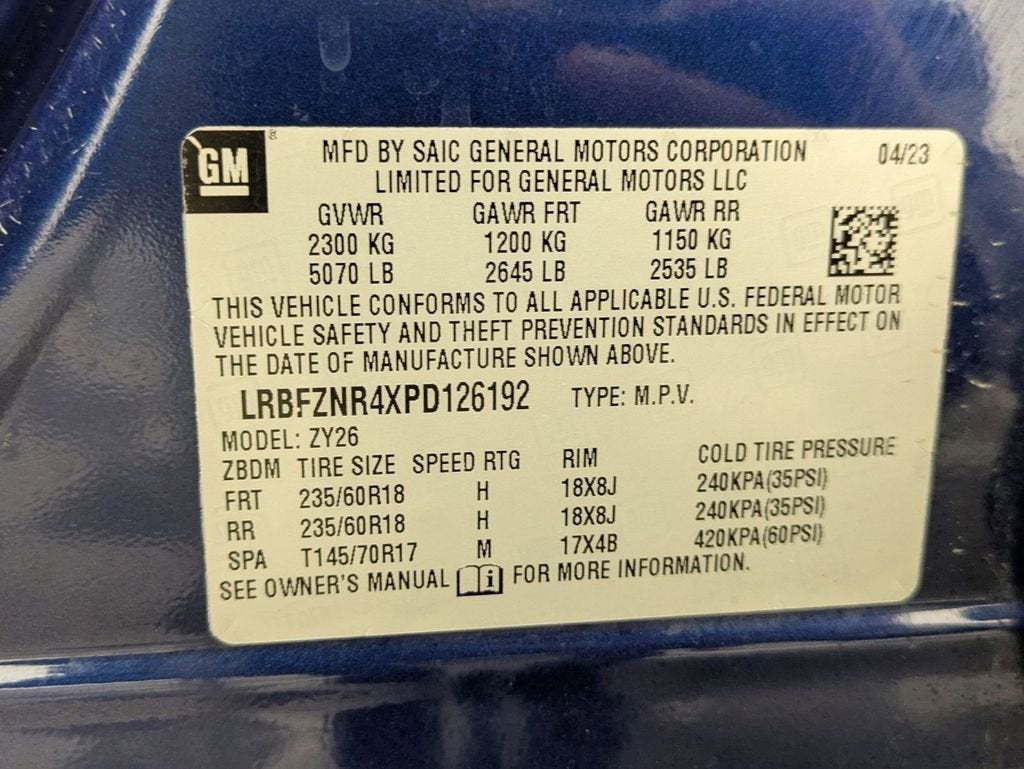 GM ®
MFD BY SAIC GENERAL MOTORS CORPORATION 04/23
LIMITED FOR GENERAL MOTORS LLC
GVWR GAWR FRT GAWR RR
2300 KG 1200 KG 1150 KG
5070 LB 2645 LB 2535 LB
THIS VEHICLE CONFORMS TO ALL APPLICABLE U.S. FEDERAL MOTOR
VEHICLE SAFETY AND THEFT PREVENTION STANDARDS IN EFFECT ON
THE DATE OF MANUFACTURE SHOWN ABOVE.
LRBFZNR4XPD126192 TYPE: M.P.V.
MODEL: ZY26
ZBDM TIRE SIZE SPEED RTG RIM COLD TIRE PRESSURE
FRT 235/60R18 H 18X8J 240KPA(35PSI)
RR 235/60R18 H 18X8J 240KPA(35PSI)
SPA T145/70R17 M 17X4B 420KPA(60PSI)
SEE OWNER'S MANUAL i FOR MORE INFORMATION.